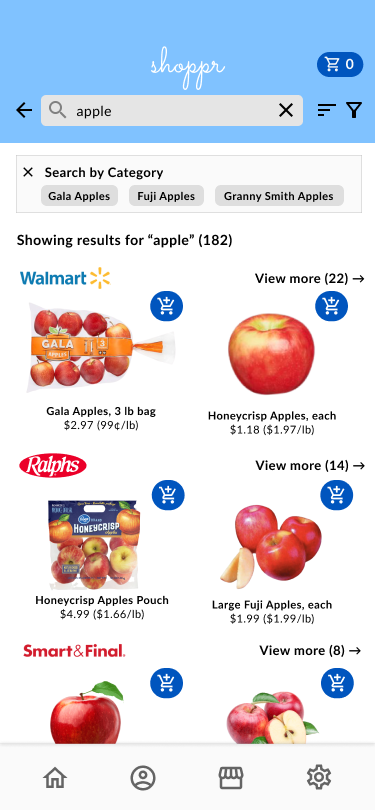 shoppr
0
apple
Search by Category
Gala Apples
Fuji Apples
Granny Smith Apples
Showing results for “apple” (182)
Walmart
View more (22) →
GALA
APPLES
Gala Apples, 3 lb bag
$2.97 (99¢/lb)
Honeycrisp Apples, each
$1.18 ($1.97/lb)
Ralphs
View more (14) →
HONEYCRISP
Honeycrisp Apples Pouch
$4.99 ($1.66/lb)
Large Fuji Apples, each
$1.99 ($1.99/lb)
Smart&Final.
View more (8) →